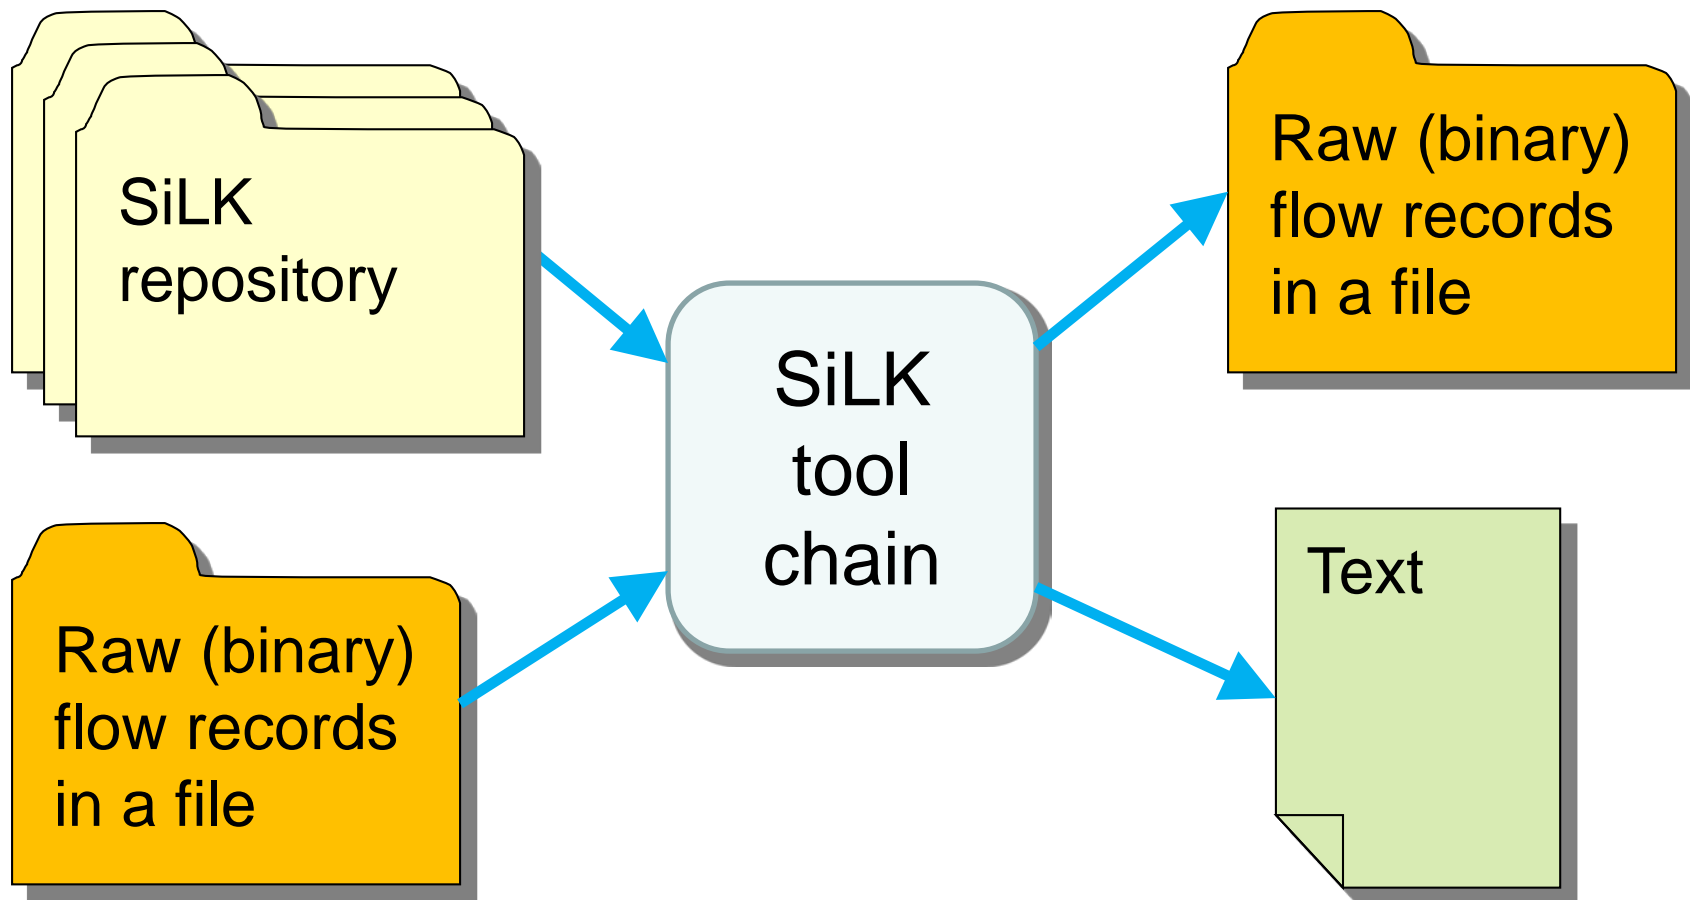 SiLK
repository
Raw (binary)
flow records
in a file
SiLK
tool
chain
Raw (binary)
flow records
in a file
Text